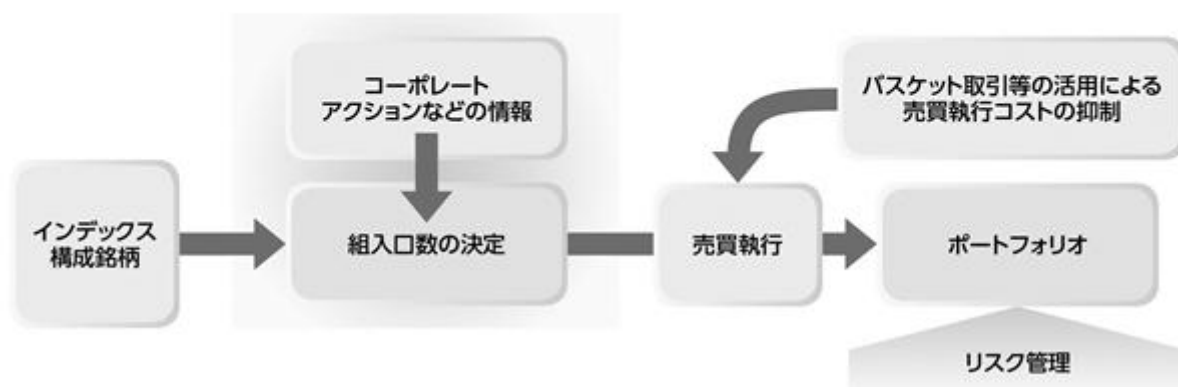 コーポレート
アクションなどの情報
バスケット取引等の活用による
売買執行コストの抑制
インデックス
構成銘柄
組入口数の決定
売買執行
ポートフォリオ
リスク管理